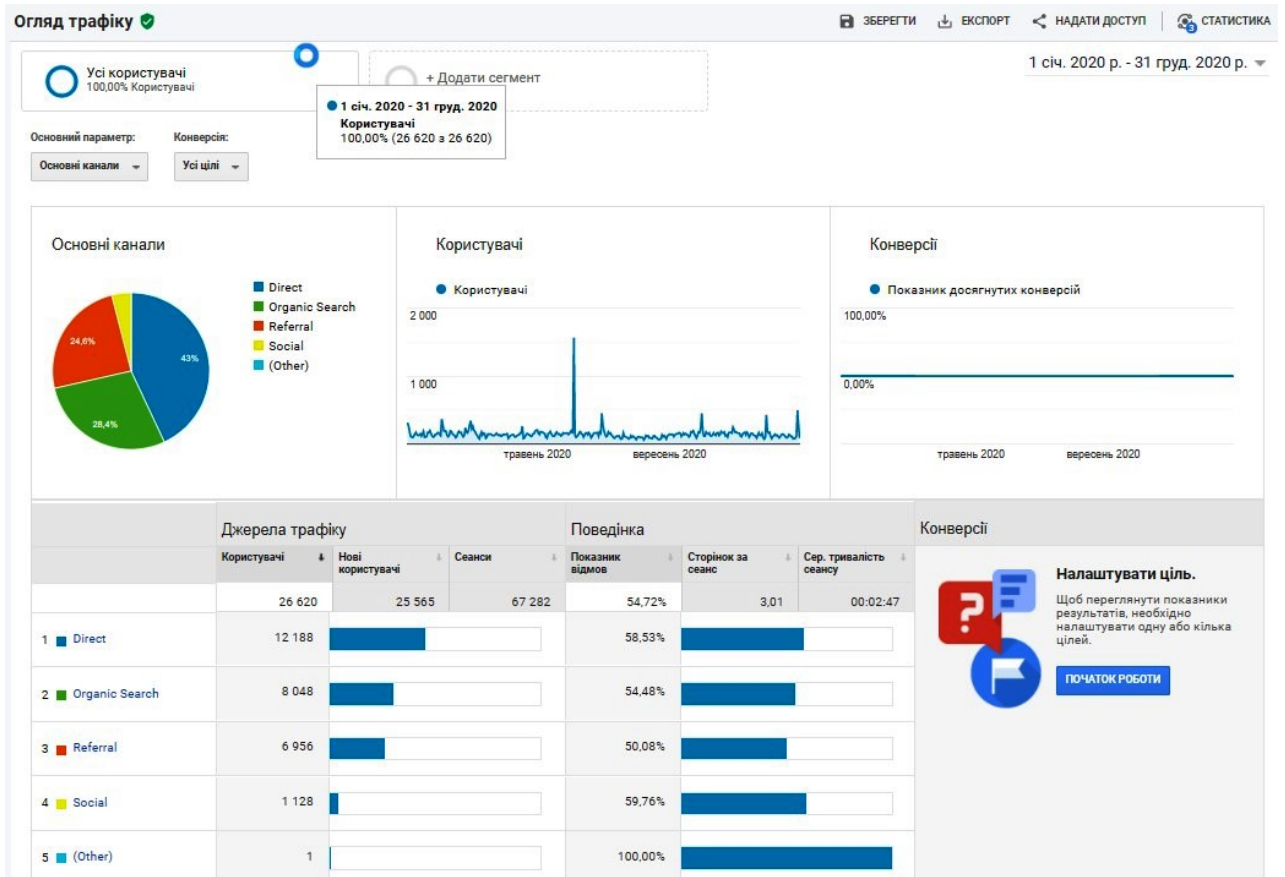 Огляд трафіку
ЗБЕРЕГТИ
ЕКСПОРТ
НАДАТИ ДОСТУП
3
СТАТИСТИКА
Усі користувачі
100,00% Користувачі
+ Додати сегмент
1 січ. 2020 р. - 31 груд. 2020 р.
1 січ. 2020 - 31 груд. 2020
Користувачі
100,00% (26 620 з 26 620)
Основний параметр:
Конверсія:
Основні канали
Усі цілі
Основні канали
Direct
Organic Search
Referral
Social
(Other)
24,6%
43%
28,4%
Користувачі
Користувачі
2 000
1 000
травень 2020
вересень 2020
Конверсії
Показник досягнутих конверсій
100,00%
0,00%
травень 2020
вересень 2020
Джерела трафіку
Поведінка
Конверсії
Користувачі
Нові користувачі
Сеанси
Показник відмов
Сторінок за сеанс
Сер. тривалість сеансу
26 620
25 565
67 282
54,72%
3,01
00:02:47
1 Direct
12 188
58,53%
2 Organic Search
8 048
54,48%
3 Referral
6 956
50,08%
4 Social
1 128
59,76%
5 (Other)
1
100,00%
Налаштувати ціль.
Щоб переглянути показники
результатів, необхідно
налаштувати одну або кілька
цілей.
ПОЧАТОК РОБОТИ